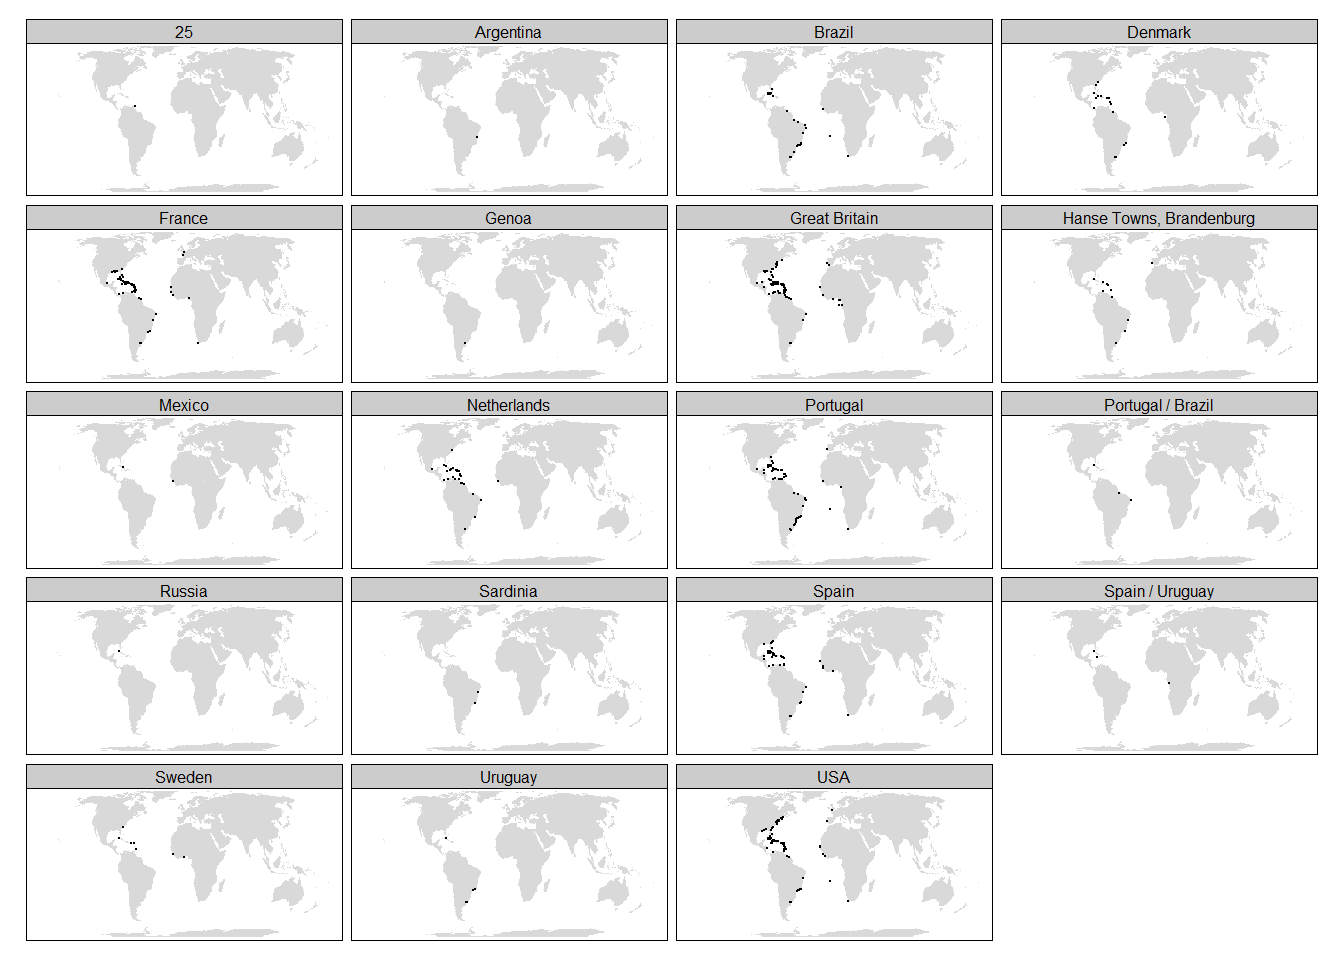 25
Argentina
Brazil
Denmark
France
Genoa
Great Britain
Hanse Towns, Brandenburg
Mexico
Netherlands
Portugal
Portugal / Brazil
Russia
Sardinia
Spain
Spain / Uruguay
Sweden
Uruguay
USA